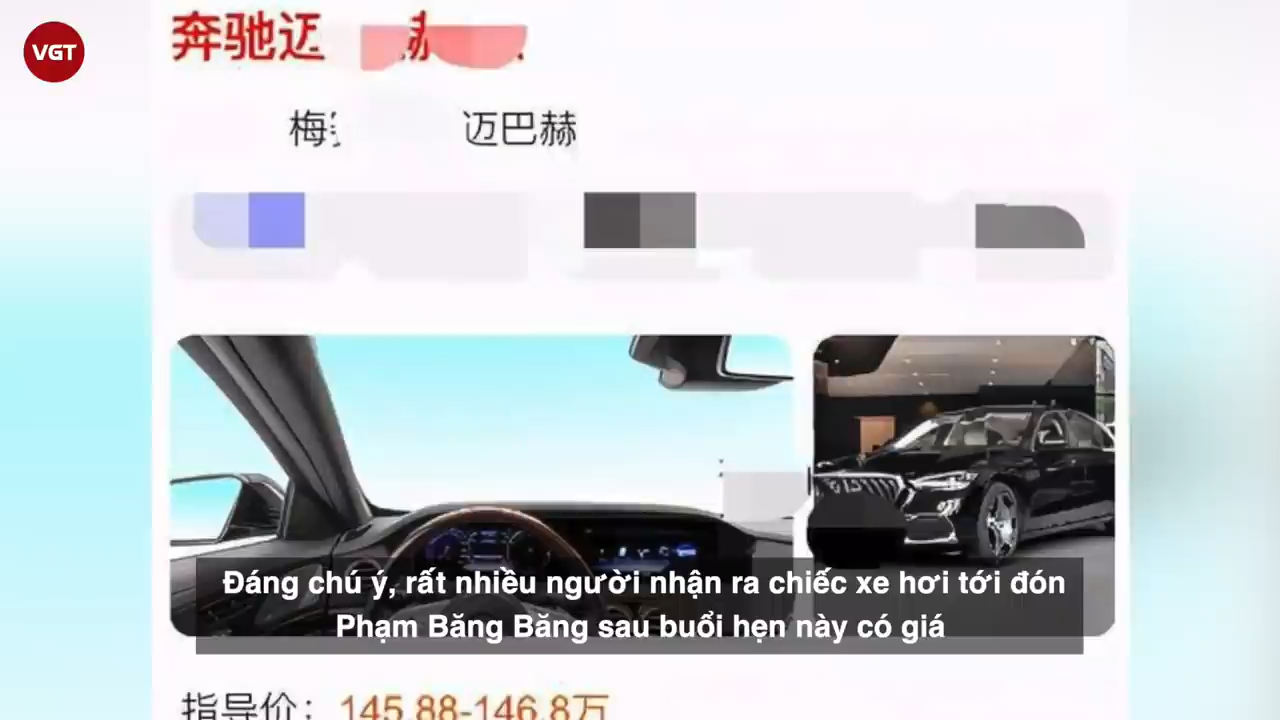 VGT
奔驰迈
梅 迈巴赫
Đáng chú ý, rất nhiều người nhận ra chiếc xe hơi tới đón
Phạm Băng Băng sau buổi hẹn này có giá
指导价：145.88-146.8万